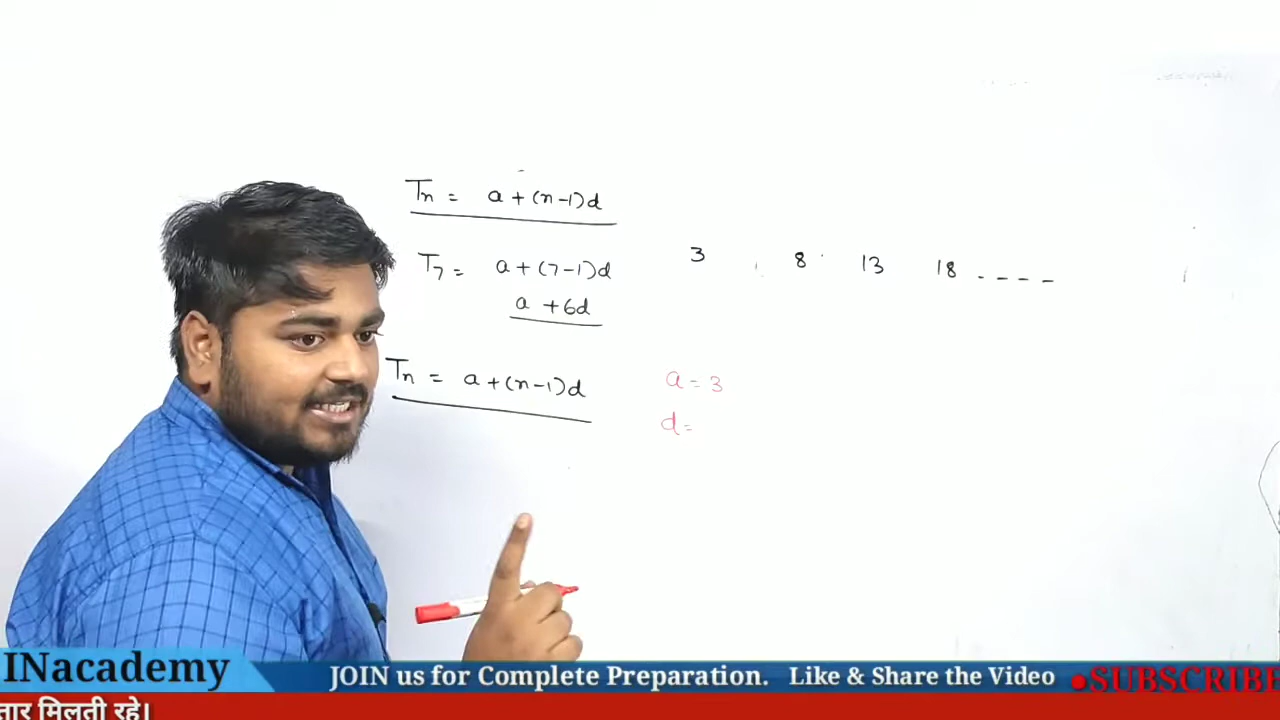 Tn = a + (n-1)d
T7 = a + (7-1)d
a + 6d
3 , 8 13 18 - - - -
Tn = a + (n-1)d
a = 3
d =
INacademy
JOIN us for Complete Preparation. Like & Share the Video
SUBSCRIBE
मिलती रहे।